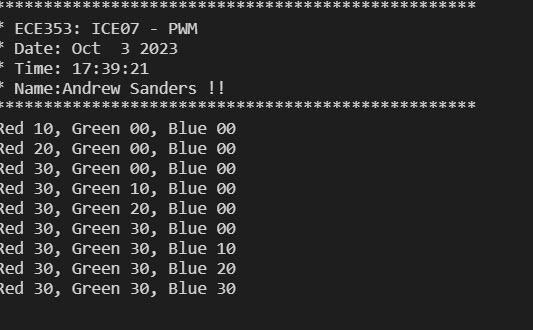 **************************************************
* ECE353: ICE07 - PWM
* Date: Oct  3 2023
* Time: 17:39:21
* Name:Andrew Sanders !!
**************************************************
Red 10, Green 00, Blue 00
Red 20, Green 00, Blue 00
Red 30, Green 00, Blue 00
Red 30, Green 10, Blue 00
Red 30, Green 20, Blue 00
Red 30, Green 30, Blue 00
Red 30, Green 30, Blue 10
Red 30, Green 30, Blue 20
Red 30, Green 30, Blue 30